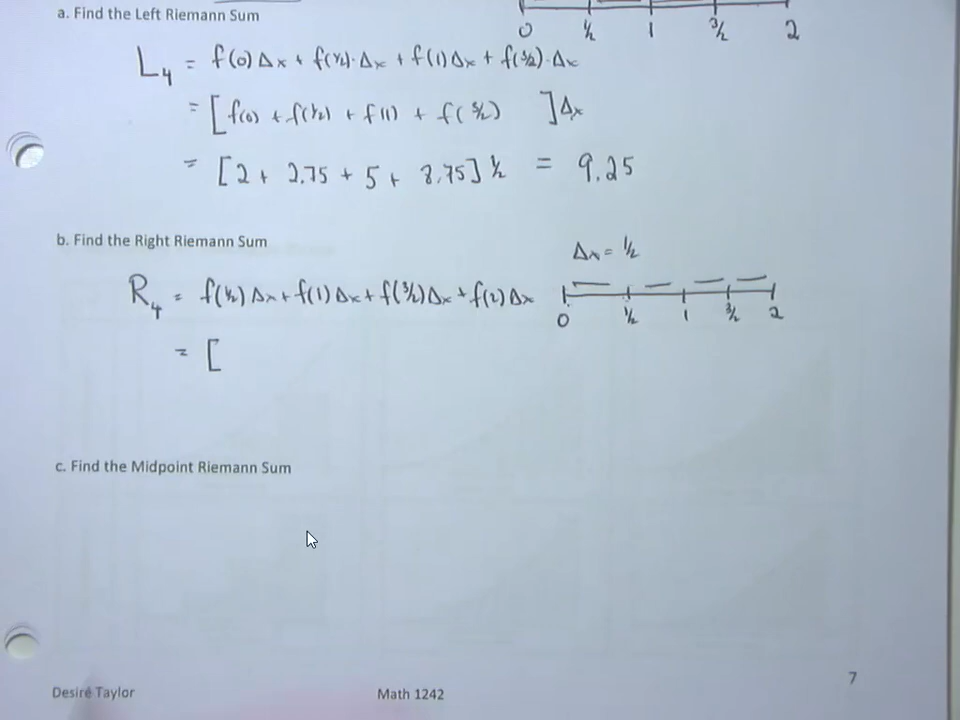 a. Find the Left Riemann Sum
0 ½ 1 3/2 2
L₄ = f(0) Δx + f(½)·Δx + f(1) Δx + f(3/2)·Δx
= [ f(0) + f(½) + f(1) + f(3/2) ] Δx
= [ 2 + 2.75 + 5 + 8.75 ] ½ = 9.25
b. Find the Right Riemann Sum
Δx = ½
R₄ = f(½) Δx + f(1) Δx + f(3/2) Δx + f(2) Δx
0 ½ 1 3/2 2
= [
c. Find the Midpoint Riemann Sum
7
Desiré Taylor Math 1242